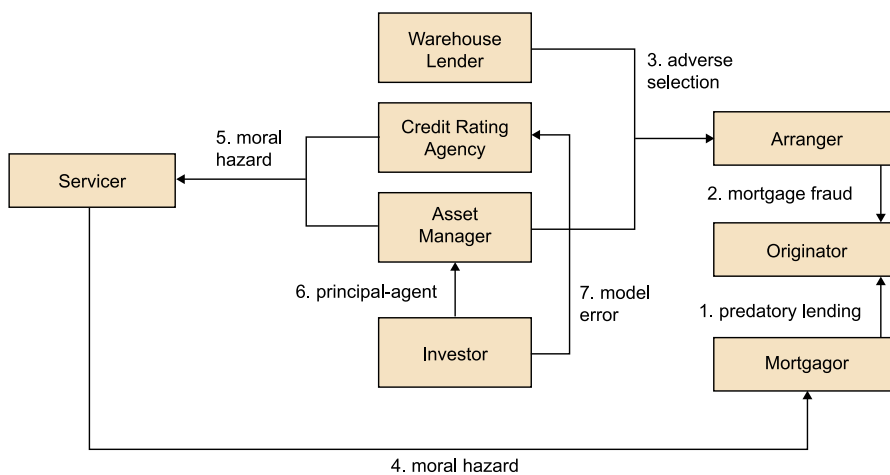 Warehouse
Lender
3. adverse
selection
5. moral
hazard
Credit Rating
Agency
Arranger
Servicer
2. mortgage fraud
Asset
Manager
Originator
6. principal-agent
7. model
error
1. predatory lending
Investor
Mortgagor
4. moral hazard